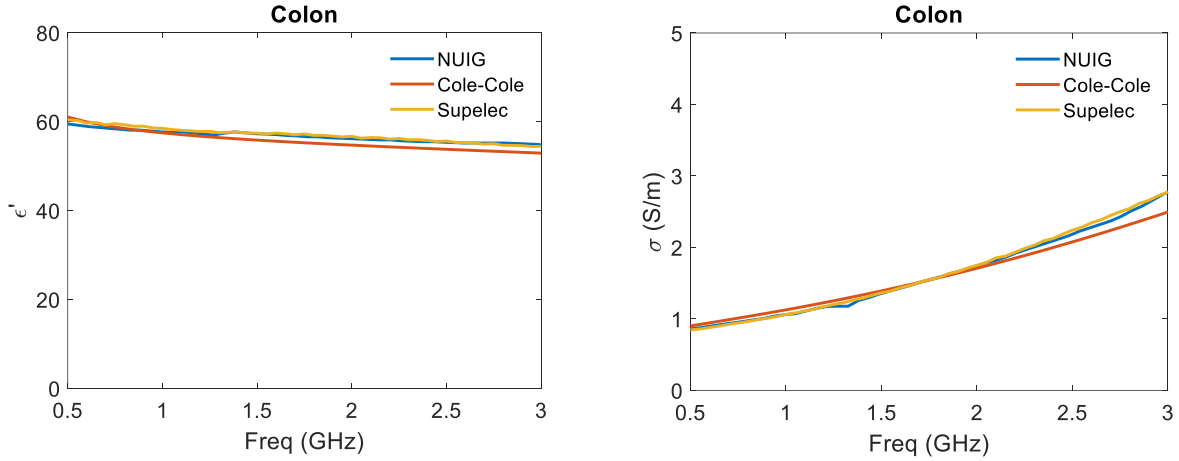 Colon
80
60
40
20
0
ϵ'
NUIG
Cole-Cole
Supelec
0.5 1 1.5 2 2.5 3
Freq (GHz)
Colon
5
4
3
2
1
0
σ (S/m)
NUIG
Cole-Cole
Supelec
0.5 1 1.5 2 2.5 3
Freq (GHz)